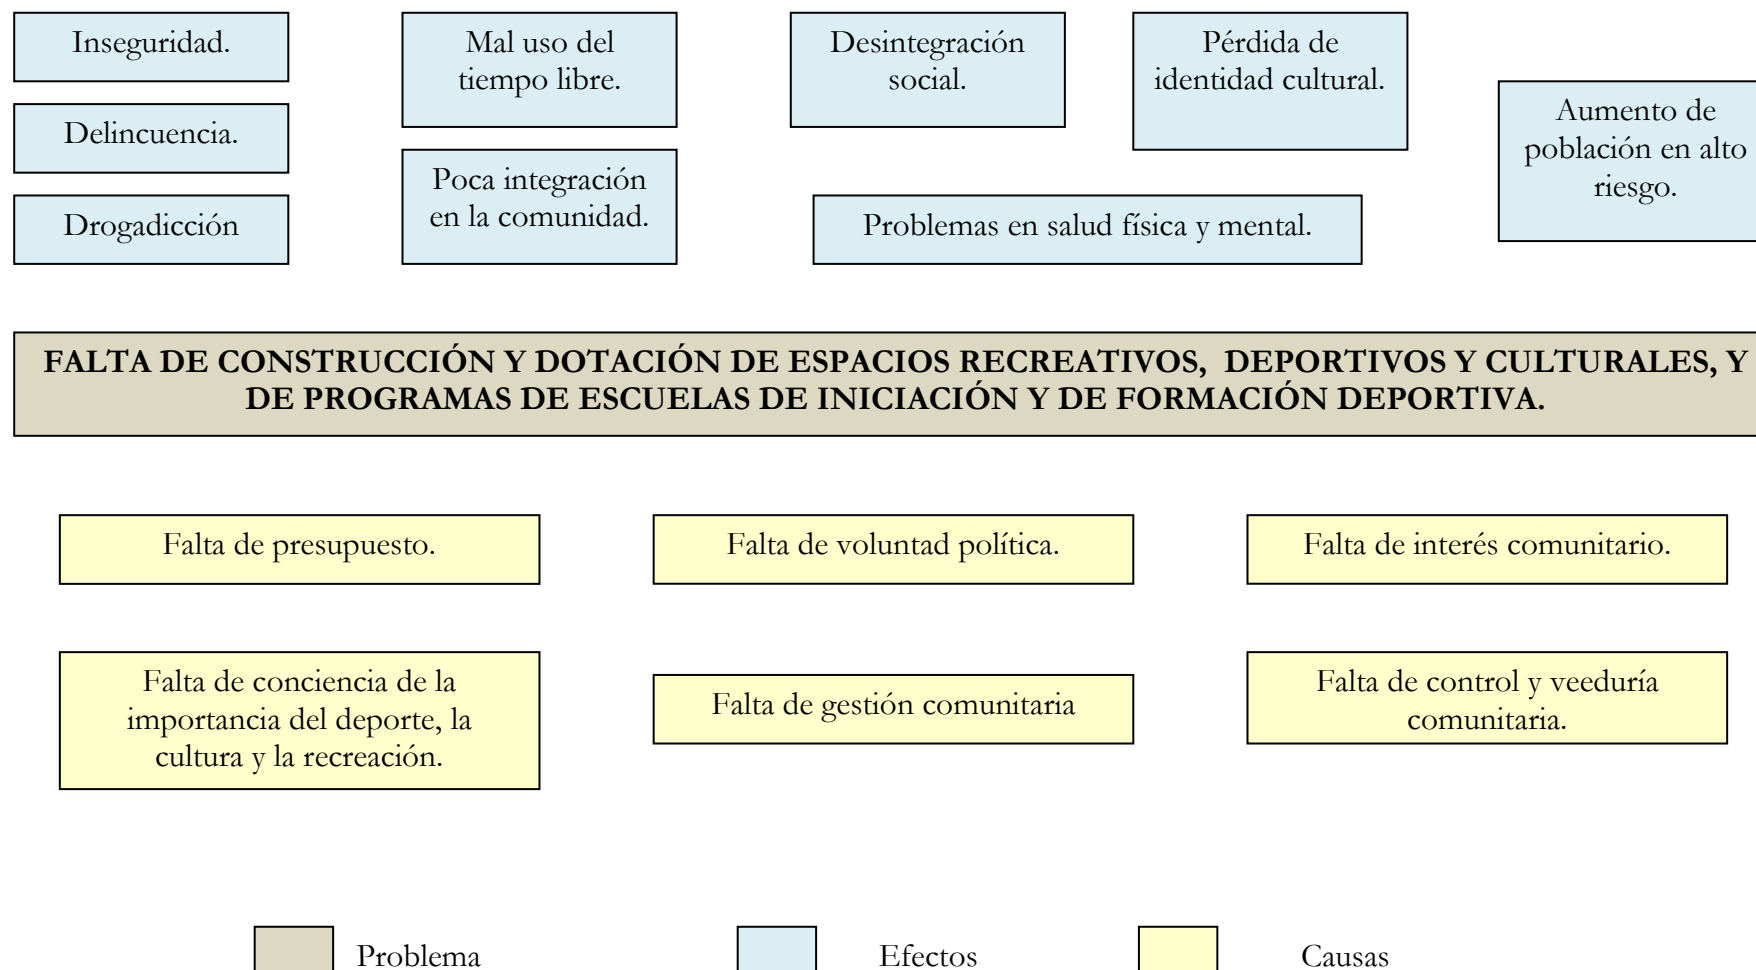 Inseguridad.
Delincuencia.
Drogadicción
Mal uso del
tiempo libre.
Poca integración
en la comunidad.
Desintegración
social.
Pérdida de
identidad cultural.
Problemas en salud física y mental.
Aumento de
población en alto
riesgo.
FALTA DE CONSTRUCCIÓN Y DOTACIÓN DE ESPACIOS RECREATIVOS, DEPORTIVOS Y CULTURALES, Y
DE PROGRAMAS DE ESCUELAS DE INICIACIÓN Y DE FORMACIÓN DEPORTIVA.
Falta de presupuesto.
Falta de voluntad política.
Falta de interés comunitario.
Falta de conciencia de la
importancia del deporte, la
cultura y la recreación.
Falta de gestión comunitaria
Falta de control y veeduría
comunitaria.
Problema
Efectos
Causas